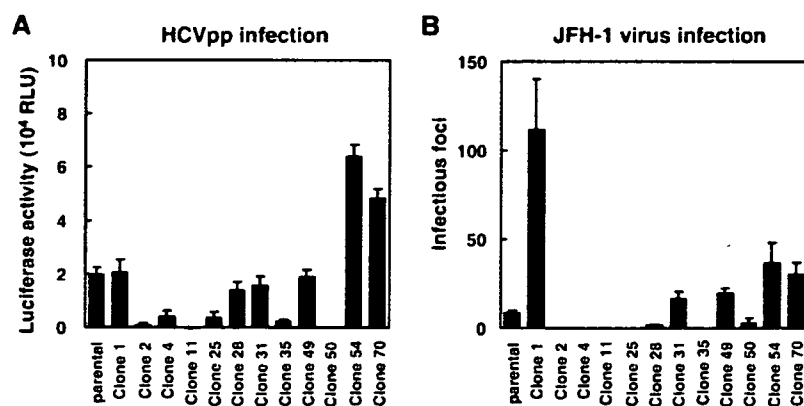 A
HCVpp infection
Luciferase activity (10⁴ RLU)
10
8
6
4
2
0
parental
Clone 1
Clone 2
Clone 4
Clone 11
Clone 25
Clone 28
Clone 31
Clone 35
Clone 49
Clone 50
Clone 54
Clone 70
B
JFH-1 virus infection
Infectious foci
150
100
50
0
parental
Clone 1
Clone 2
Clone 4
Clone 11
Clone 25
Clone 28
Clone 31
Clone 35
Clone 49
Clone 50
Clone 54
Clone 70